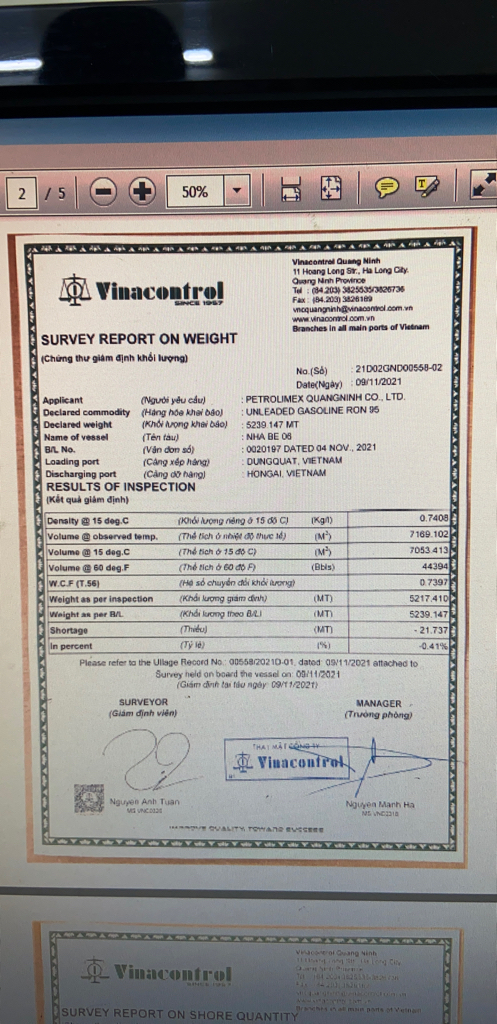 2 / 5
50%
Vinacontrol
SINCE 1957
Vinacontrol Quang Ninh
11 Hoang Long Str., Ha Long City.
Quang Ninh Province
Tel : (84.203) 3825535/3826736
Fax : (84.203) 3826189
vncquangninh@vinacontrol.com.vn
www.vinacontrol.com.vn
Branches in all main ports of Vietnam
SURVEY REPORT ON WEIGHT
(Chứng thư giám định khối lượng)
No.(Số) : 21D02GND00558-02
Date(Ngày) : 09/11/2021
Applicant (Người yêu cầu) : PETROLIMEX QUANGNINH CO., LTD.
Declared commodity (Hàng hóa khai báo) : UNLEADED GASOLINE RON 95
Declared weight (Khối lượng khai báo) : 5239.147 MT
Name of vessel (Tên tàu) : NHA BE 06
B/L No. (Vận đơn số) : 0020197 DATED 04 NOV., 2021
Loading port (Cảng xếp hàng) : DUNGQUAT, VIETNAM
Discharging port (Cảng dỡ hàng) : HONGAI, VIETNAM
RESULTS OF INSPECTION
(Kết quả giám định)
Density @ 15 deg.C (Khối lượng riêng ở 15 độ C) (Kg/l) 0.7408
Volume @ observed temp. (Thể tích ở nhiệt độ thực tế) (M³) 7169.102
Volume @ 15 deg.C (Thể tích ở 15 độ C) (M³) 7053.413
Volume @ 60 deg.F (Thể tích ở 60 độ F) (Bbls) 44394
W.C.F (T.56) (Hệ số chuyển đổi khối lượng) 0.7397
Weight as per inspection (Khối lượng giám định) (MT) 5217.410
Weight as per B/L (Khối lượng theo B/L) (MT) 5239.147
Shortage (Thiếu) (MT) - 21.737
In percent (Tỷ lệ) (%) -0.41%
Please refer to the Ullage Record No.: 00558/2021D-01, dated: 09/11/2021 attached to
Survey held on board the vessel on: 09/11/2021
(Giám định tại tàu ngày: 09/11/2021)
SURVEYOR
(Giám định viên)
MANAGER
(Trưởng phòng)
Vinacontrol
Nguyen Anh Tuan
Nguyen Manh Ha
IMPROVE QUALITY, TOWARD SUCCESS
Vinacontrol
SINCE 1957
Vinacontrol Quang Ninh
Branches in all main ports of Vietnam
SURVEY REPORT ON SHORE QUANTITY